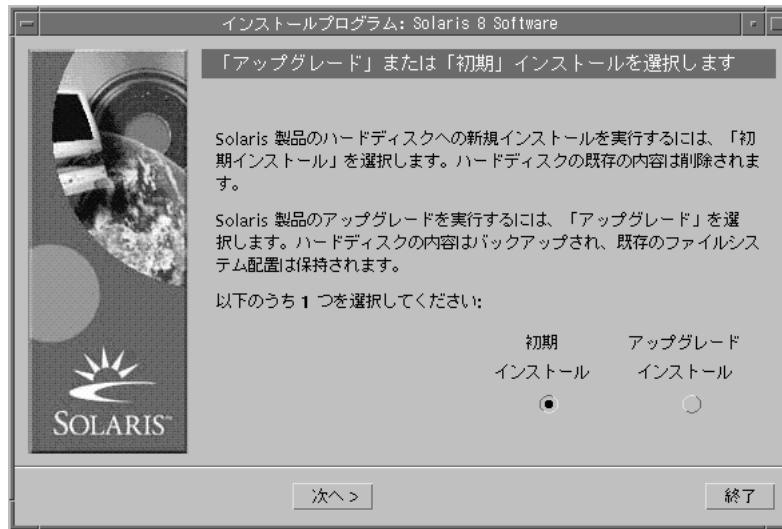 インストールプログラム: Solaris 8 Software
「アップグレード」または「初期」インストールを選択します
Solaris 製品のハードディスクへの新規インストールを実行するには、「初
期インストール」を選択します。ハードディスクの既存の内容は削除されま
す。
Solaris 製品のアップグレードを実行するには、「アップグレード」を選
択します。ハードディスクの内容はバックアップされ、既存のファイルシス
テム配置は保持されます。
以下のうち 1 つを選択してください:
初期 アップグレード
インストール インストール
SOLARIS™
次へ > 終了